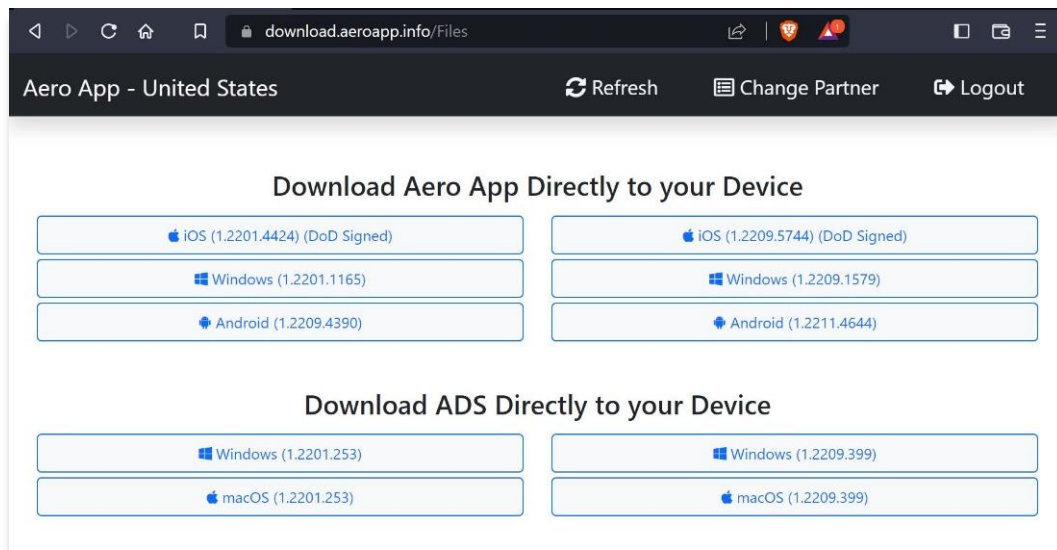 download.aeroapp.info/Files
1
Aero App - United States
Refresh
Change Partner
Logout
Download Aero App Directly to your Device
iOS (1.2201.4424) (DoD Signed)
iOS (1.2209.5744) (DoD Signed)
Windows (1.2201.1165)
Windows (1.2209.1579)
Android (1.2209.4390)
Android (1.2211.4644)
Download ADS Directly to your Device
Windows (1.2201.253)
Windows (1.2209.399)
macOS (1.2201.253)
macOS (1.2209.399)